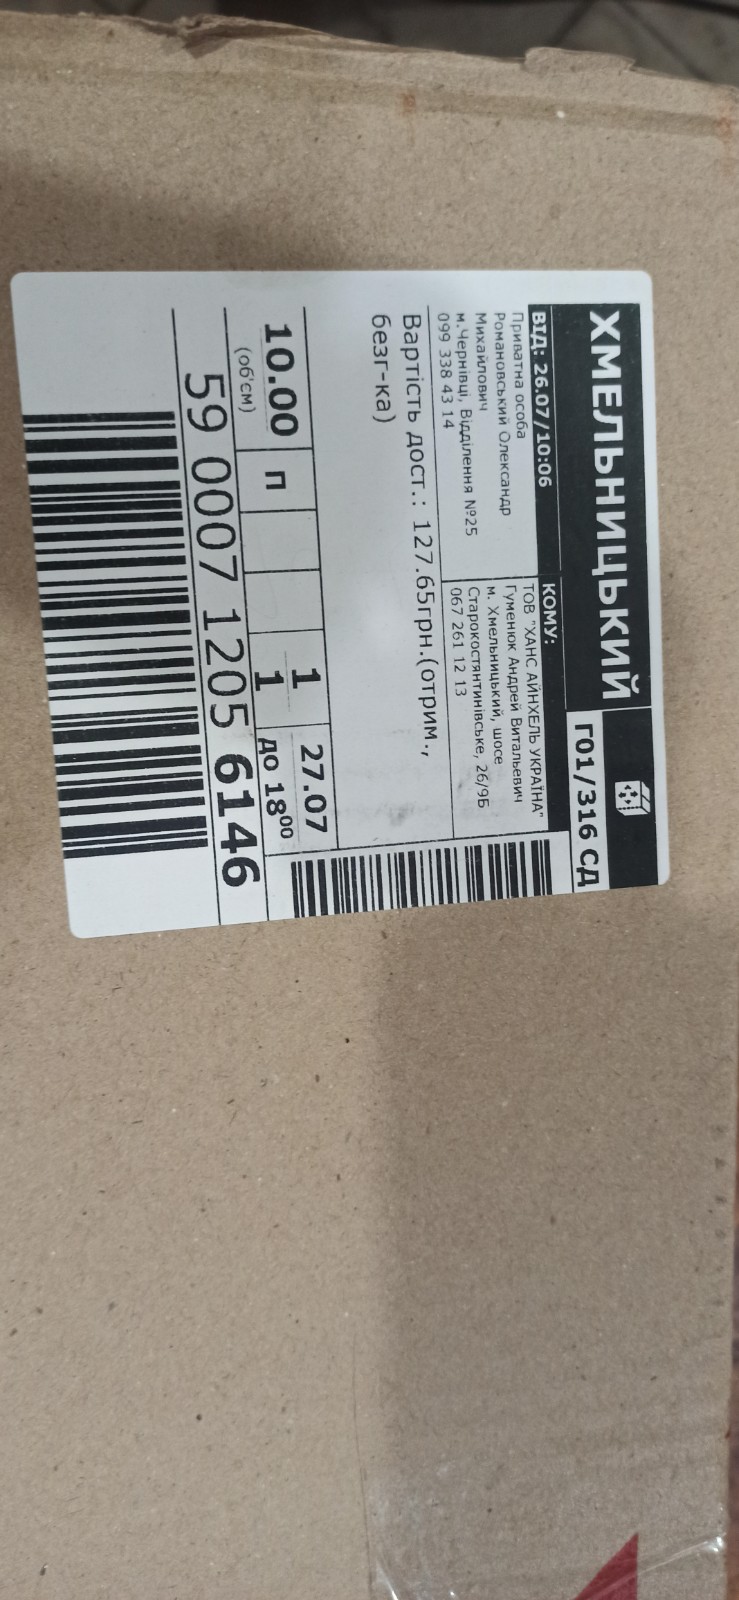 ХМЕЛЬНИЦЬКИЙ
Г01/316 СД
ВІД: 26.07/10:06
Приватна особа
Романовський Олександр
Михайлович
м.Чернівці, Відділення №25
099 338 43 14
КОМУ:
ТОВ "ХАНС АЙНХЕЛЬ УКРАЇНА"
Гуменюк Андрей Витальевич
м. Хмельницький, шосе
Старокостянтинівське, 26/9Б
067 261 12 13
Вартість дост.: 127.65грн.(отрим.,
безг-ка)
10.00
(об'єм)
П
1
1
27.07
до 18⁰⁰
59 0007 1205 6146